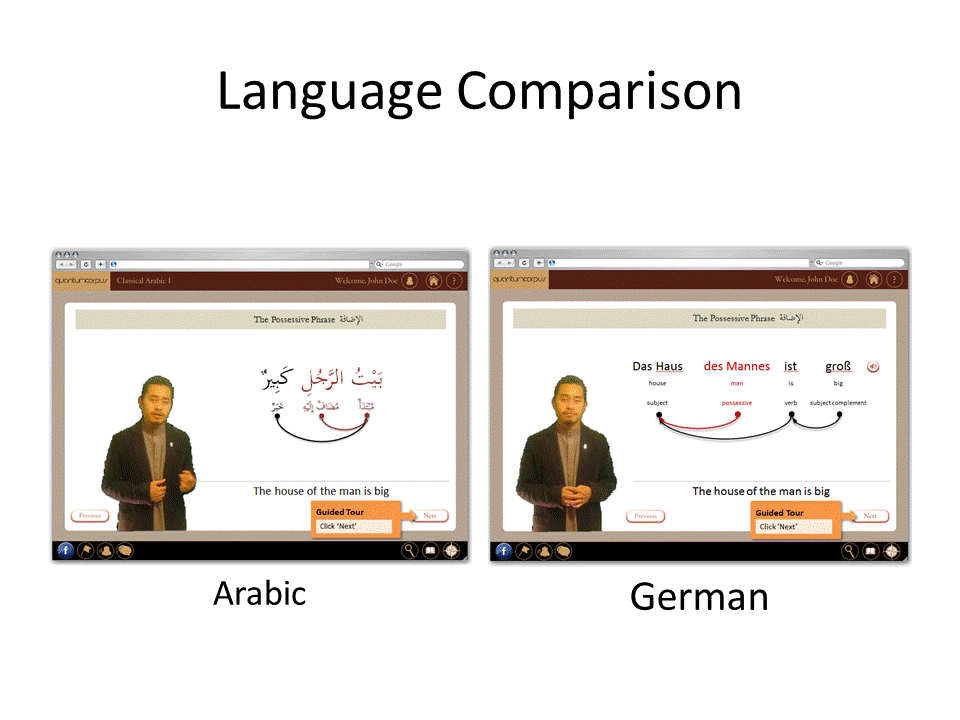 Language Comparison
Google
quantumcorpus
Classical Arabic 1
Welcome, John Doe
?
The Possessive Phrase الإضافة
بَيْتُ الرَّجُلِ كَبِيرٌ
مُبْتَدَأ مُضَافٌ إِلَيْهِ خَبَرٌ
The house of the man is big
Guided Tour
Click 'Next'
Previous
Next
f
Arabic
Google
quantumcorpus
Welcome, John Doe
?
The Possessive Phrase الإضافة
Das Haus des Mannes ist groß
house man is big
subject possessive verb subject complement
The house of the man is big
Guided Tour
Click 'Next'
Previous
Next
f
German